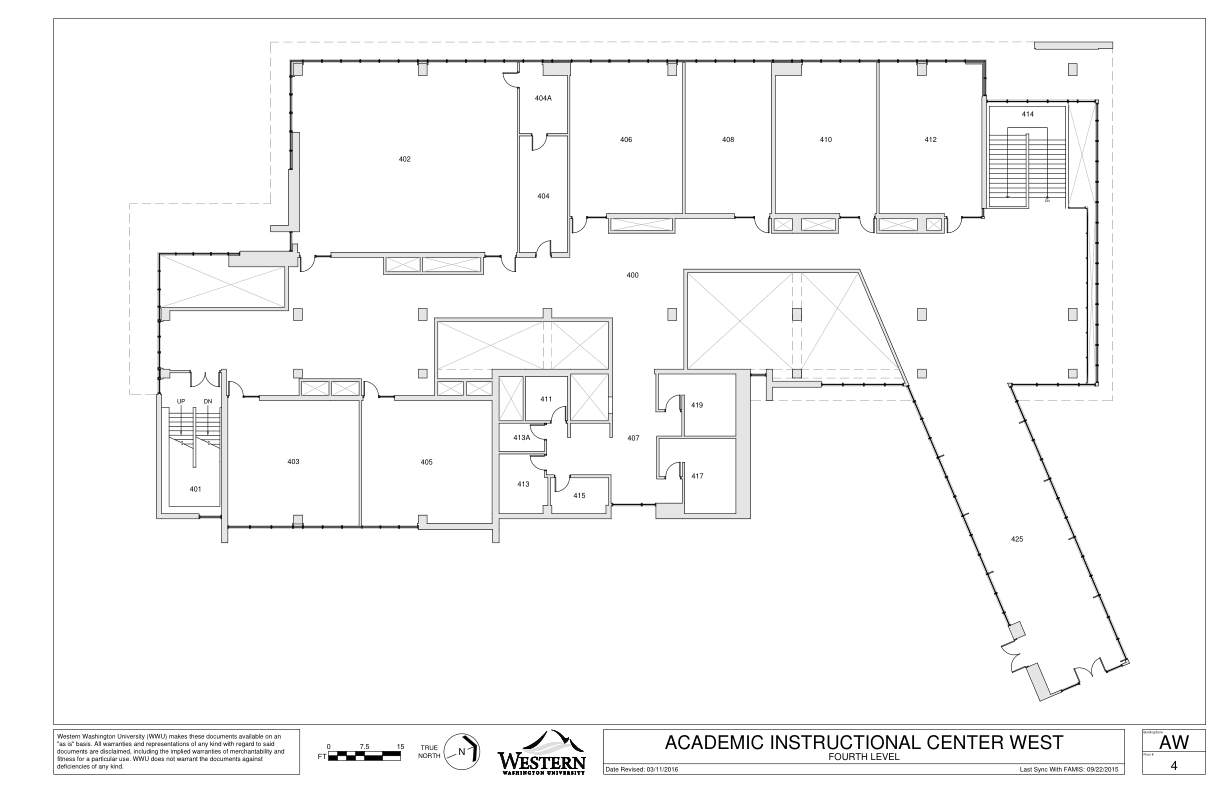 414
404A
406
408
410
412
402
404
400
UP DN
411
419
413A
407
403
405
417
413
401
415
425
Western Washington University (WWU) makes these documents available on an
"as is" basis. All warranties and representations of any kind with regard to said
documents are disclaimed, including the implied warranties of merchantability and
fitness for a particular use. WWU does not warrant the documents against
deficiencies of any kind.
0 7.5 15
FT
TRUE
NORTH
N
WESTERN
WASHINGTON UNIVERSITY
ACADEMIC INSTRUCTIONAL CENTER WEST
FOURTH LEVEL
Date Revised: 03/11/2016
Last Sync With FAMIS: 09/22/2015
AW
4